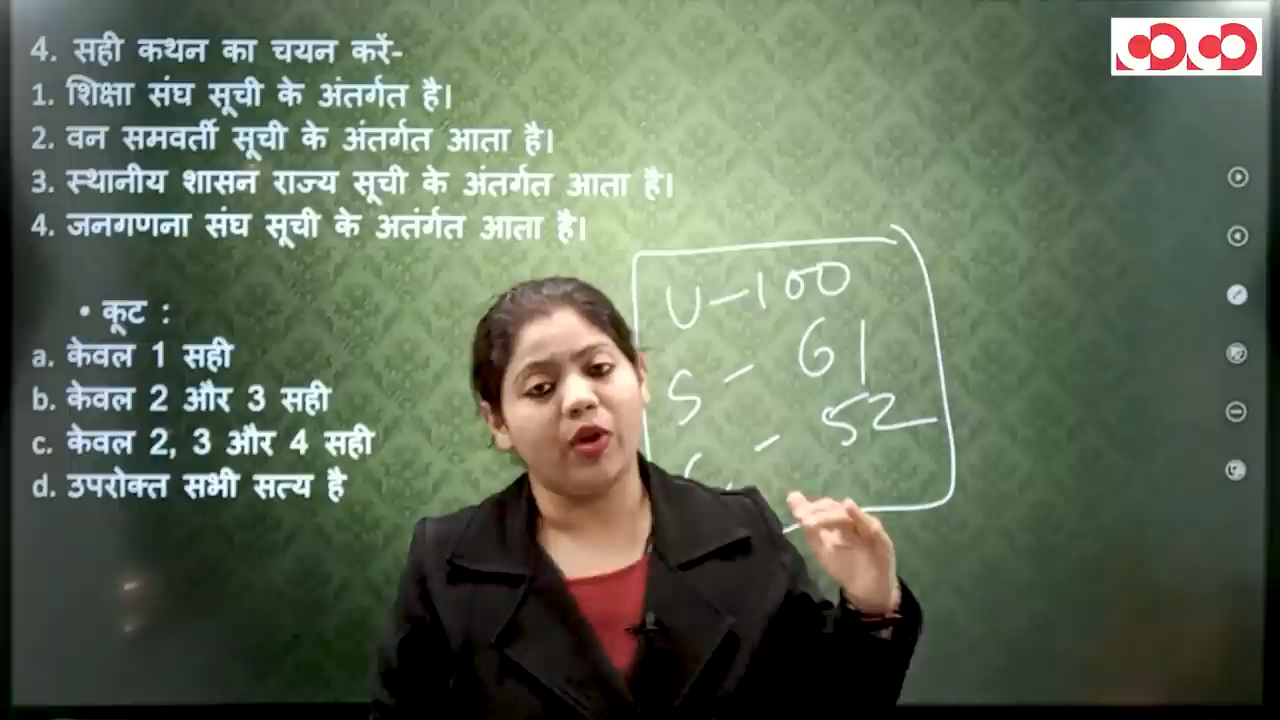 4. सही कथन का चयन करें-
1. शिक्षा संघ सूची के अंतर्गत है।
2. वन समवर्ती सूची के अंतर्गत आता है।
3. स्थानीय शासन राज्य सूची के अंतर्गत आता है।
4. जनगणना संघ सूची के अतंर्गत आता है।
• कूट :
a. केवल 1 सही
b. केवल 2 और 3 सही
c. केवल 2, 3 और 4 सही
d. उपरोक्त सभी सत्य है
U-100
S - 61
- 52